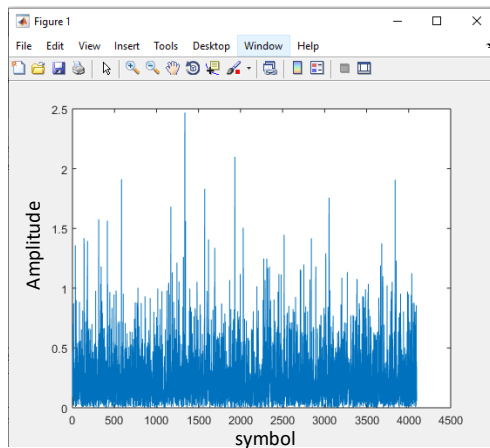 Figure 1
File Edit View Insert Tools Desktop Window Help
2.5
2
1.5
1
0.5
0
Amplitude
0 500 1000 1500 2000 2500 3000 3500 4000 4500
symbol